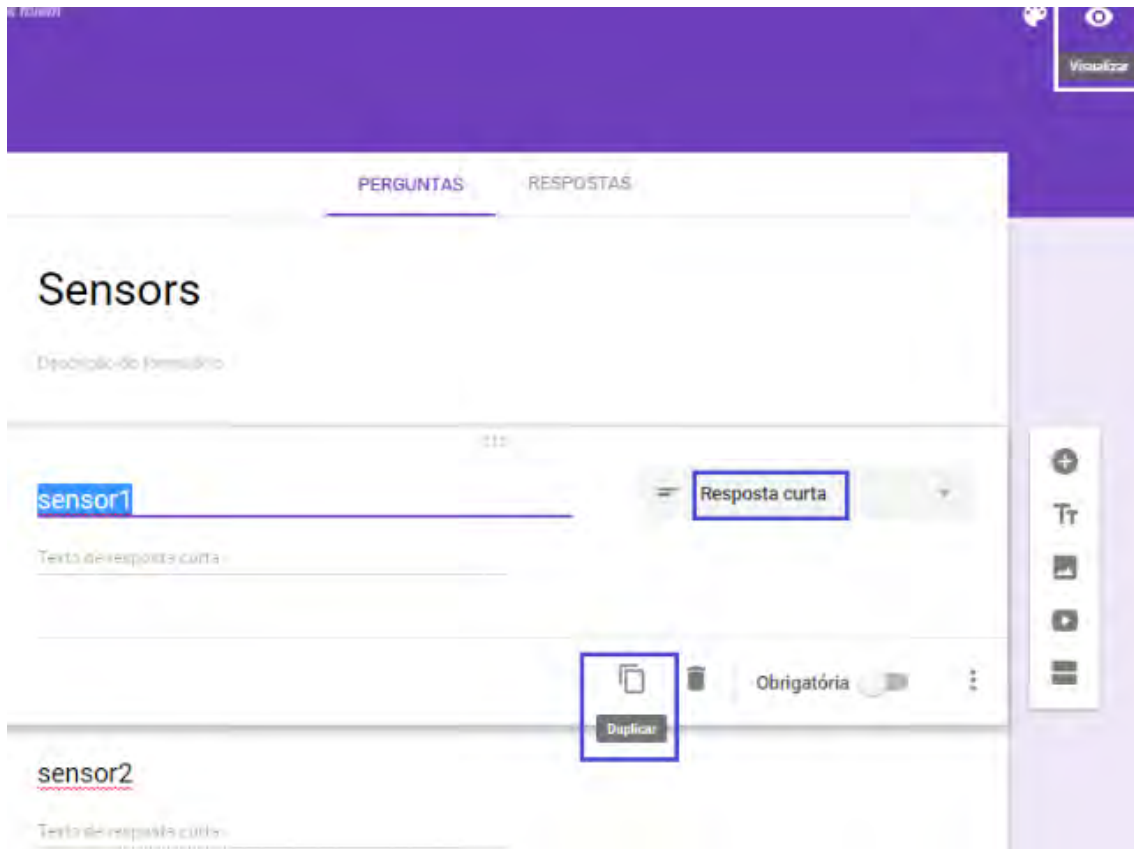 Visualizar
PERGUNTAS RESPOSTAS
Sensors
Descrição do formulário
sensor1
Resposta curta
Texto de resposta curta
Tт
Obrigatória
Duplicar
sensor2
Texto de resposta curta